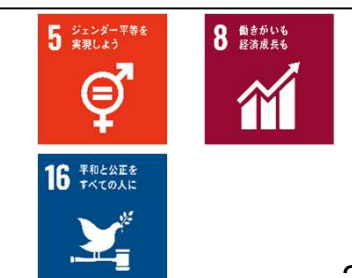 5 ジェンダー平等を
実現しよう
8 働きがいも
経済成長も
16 平和と公正を
すべての人に